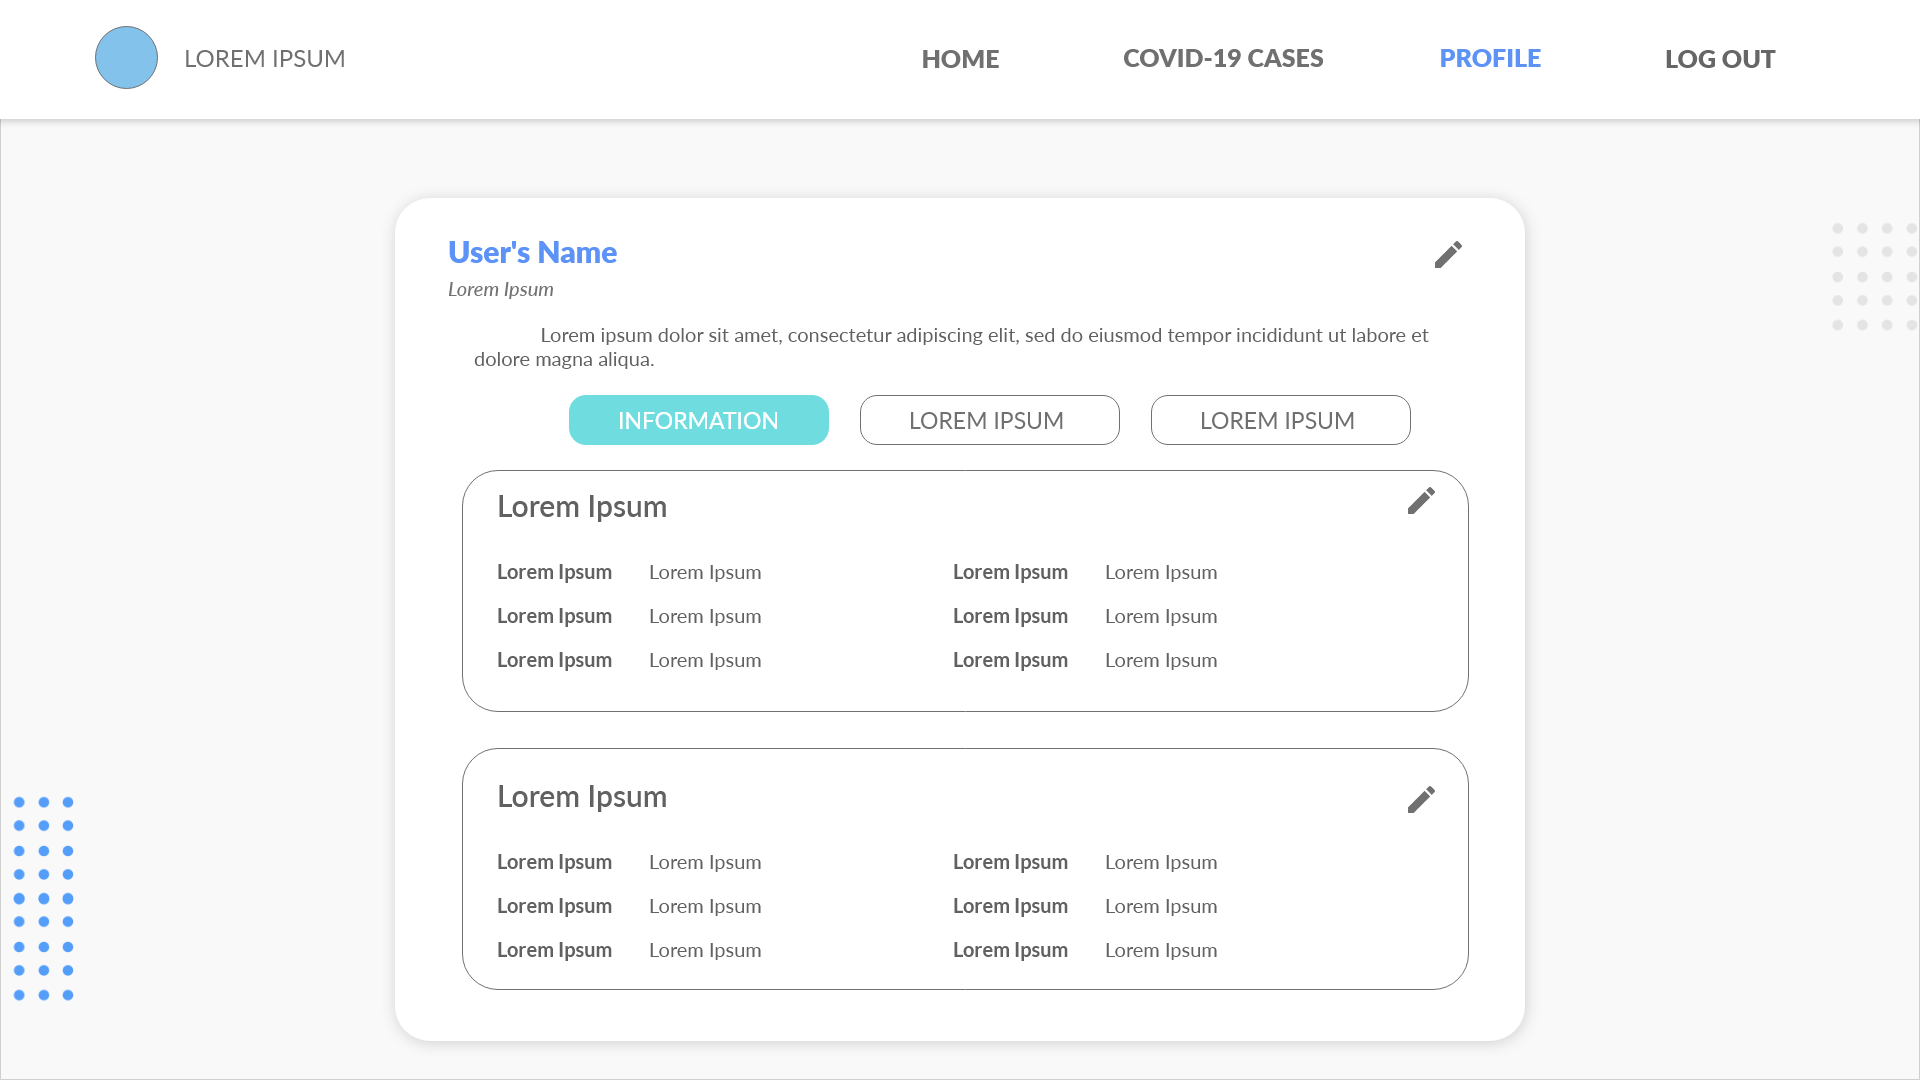 LOREM IPSUM
HOME
COVID-19 CASES
PROFILE
LOG OUT
User's Name
Lorem Ipsum
Lorem ipsum dolor sit amet, consectetur adipiscing elit, sed do eiusmod tempor incididunt ut labore et
dolore magna aliqua.
INFORMATION
LOREM IPSUM
LOREM IPSUM
Lorem Ipsum
Lorem Ipsum Lorem Ipsum Lorem Ipsum Lorem Ipsum
Lorem Ipsum Lorem Ipsum Lorem Ipsum Lorem Ipsum
Lorem Ipsum Lorem Ipsum Lorem Ipsum Lorem Ipsum
Lorem Ipsum
Lorem Ipsum Lorem Ipsum Lorem Ipsum Lorem Ipsum
Lorem Ipsum Lorem Ipsum Lorem Ipsum Lorem Ipsum
Lorem Ipsum Lorem Ipsum Lorem Ipsum Lorem Ipsum